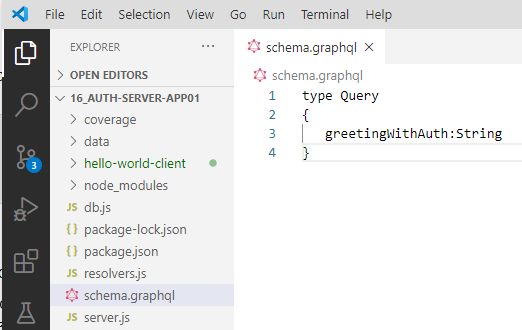 File Edit Selection View Go Run Terminal Help
EXPLORER
OPEN EDITORS
16_AUTH-SERVER-APP01
coverage
data
hello-world-client
node_modules
JS db.js
{} package-lock.json
{} package.json
JS resolvers.js
schema.graphql
JS server.js
3
schema.graphql
schema.graphql
1 type Query
2 {
3 greetingWithAuth:String
4 }